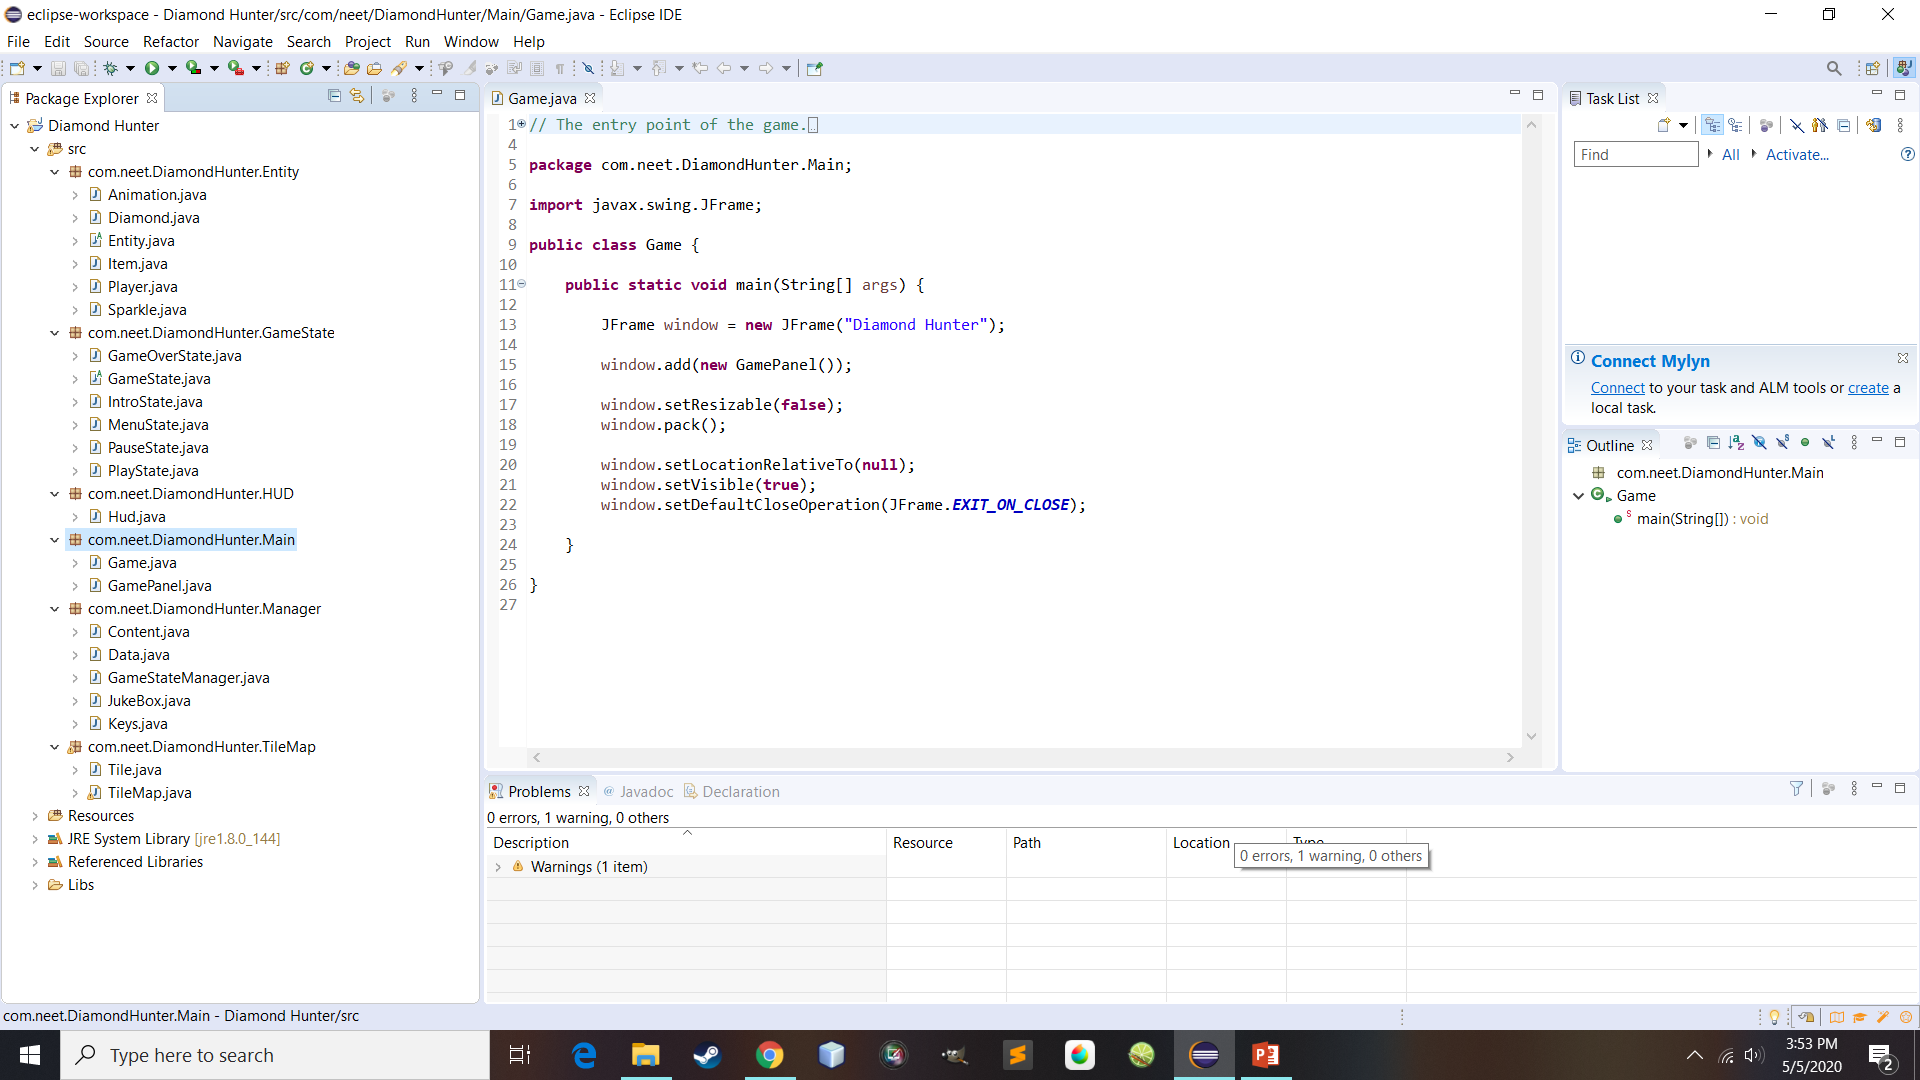 eclipse-workspace - Diamond Hunter/src/com/neet/DiamondHunter/Main/Game.java - Eclipse IDE
File Edit Source Refactor Navigate Search Project Run Window Help
Package Explorer
Diamond Hunter
src
com.neet.DiamondHunter.Entity
Animation.java
Diamond.java
Entity.java
Item.java
Player.java
Sparkle.java
com.neet.DiamondHunter.GameState
GameOverState.java
GameState.java
IntroState.java
MenuState.java
PauseState.java
PlayState.java
com.neet.DiamondHunter.HUD
Hud.java
com.neet.DiamondHunter.Main
Game.java
GamePanel.java
com.neet.DiamondHunter.Manager
Content.java
Data.java
GameStateManager.java
JukeBox.java
Keys.java
com.neet.DiamondHunter.TileMap
Tile.java
TileMap.java
Resources
JRE System Library [jre1.8.0_144]
Referenced Libraries
Libs
Game.java
1 // The entry point of the game.
4
5 package com.neet.DiamondHunter.Main;
6
7 import javax.swing.JFrame;
8
9 public class Game {
10
11 public static void main(String[] args) {
12
13 JFrame window = new JFrame("Diamond Hunter");
14
15 window.add(new GamePanel());
16
17 window.setResizable(false);
18 window.pack();
19
20 window.setLocationRelativeTo(null);
21 window.setVisible(true);
22 window.setDefaultCloseOperation(JFrame.EXIT_ON_CLOSE);
23
24 }
25
26 }
27
Task List
Find All Activate...
Connect Mylyn
Connect to your task and ALM tools or create a
local task.
Outline
com.neet.DiamondHunter.Main
Game
main(String[]) : void
Problems Javadoc Declaration
0 errors, 1 warning, 0 others
Description Resource Path Location Type
0 errors, 1 warning, 0 others
Warnings (1 item)
com.neet.DiamondHunter.Main - Diamond Hunter/src
Type here to search
3:53 PM
5/5/2020
2